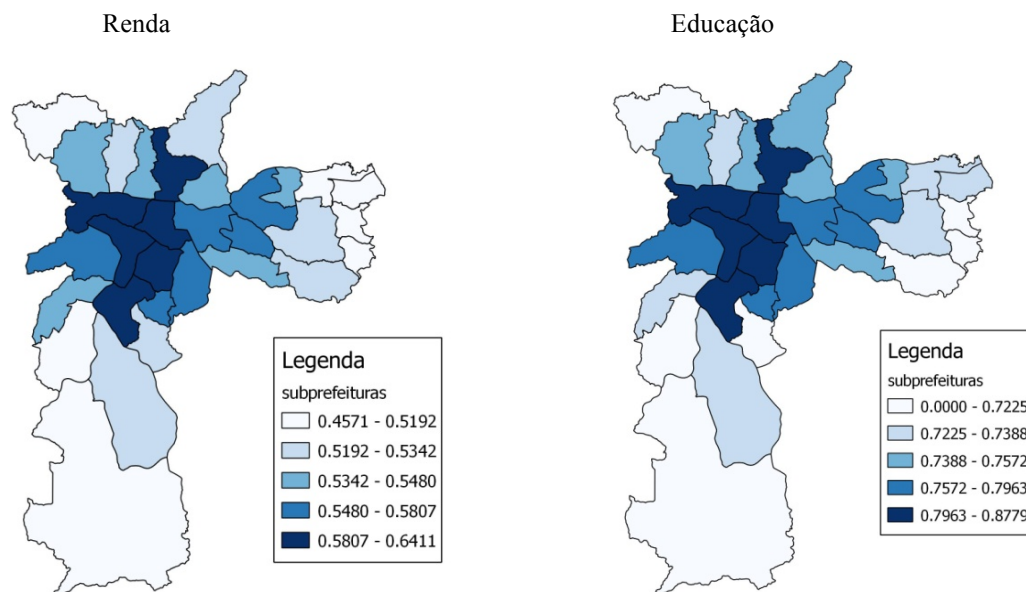 Renda
Educação
Legenda
subprefeituras
0.4571 - 0.5192
0.5192 - 0.5342
0.5342 - 0.5480
0.5480 - 0.5807
0.5807 - 0.6411
Legenda
subprefeituras
0.0000 - 0.7225
0.7225 - 0.7388
0.7388 - 0.7572
0.7572 - 0.7963
0.7963 - 0.8779